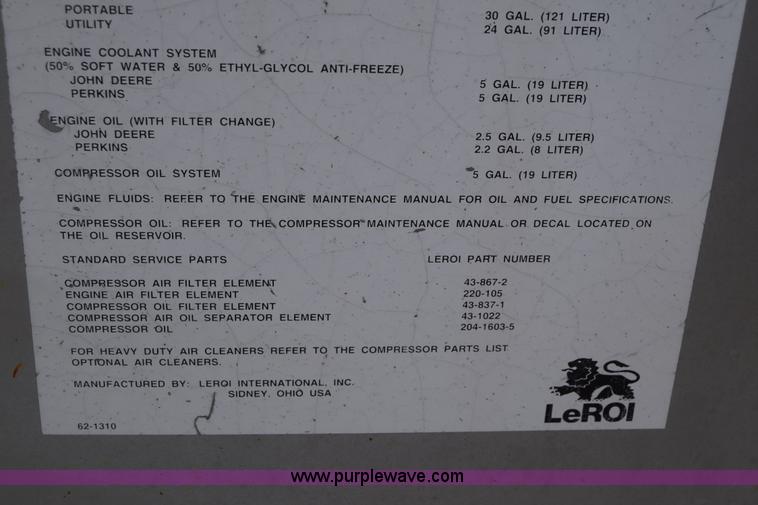 PORTABLE 30 GAL. (121 LITER)
UTILITY 24 GAL. (91 LITER)
ENGINE COOLANT SYSTEM
(50% SOFT WATER & 50% ETHYL-GLYCOL ANTI-FREEZE)
JOHN DEERE 5 GAL. (19 LITER)
PERKINS 5 GAL. (19 LITER)
ENGINE OIL (WITH FILTER CHANGE)
JOHN DEERE 2.5 GAL. (9.5 LITER)
PERKINS 2.2 GAL. (8 LITER)
COMPRESSOR OIL SYSTEM 5 GAL. (19 LITER)
ENGINE FLUIDS: REFER TO THE ENGINE MAINTENANCE MANUAL FOR OIL AND FUEL SPECIFICATIONS.
COMPRESSOR OIL: REFER TO THE COMPRESSOR MAINTENANCE MANUAL OR DECAL LOCATED ON
THE OIL RESERVOIR.
STANDARD SERVICE PARTS LEROI PART NUMBER
COMPRESSOR AIR FILTER ELEMENT 43-867-2
ENGINE AIR FILTER ELEMENT 220-105
COMPRESSOR OIL FILTER ELEMENT 43-837-1
COMPRESSOR AIR OIL SEPARATOR ELEMENT 43-1022
COMPRESSOR OIL 204-1603-5
FOR HEAVY DUTY AIR CLEANERS REFER TO THE COMPRESSOR PARTS LIST
OPTIONAL AIR CLEANERS.
MANUFACTURED BY: LEROI INTERNATIONAL, INC.
SIDNEY, OHIO USA
LeROI
62-1310
www.purplewave.com